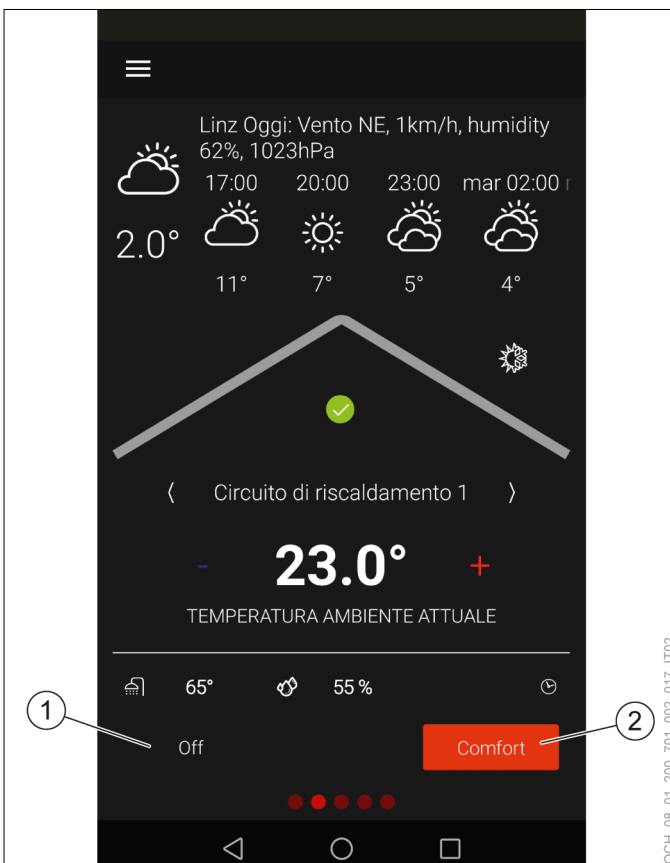 Linz Oggi: Vento NE, 1km/h, humidity
62%, 1023hPa
17:00 20:00 23:00 mar 02:00
2.0°
11° 7° 5° 4°
⟨ Circuito di riscaldamento 1 ⟩
- 23.0° +
TEMPERATURA AMBIENTE ATTUALE
65° 55 %
1
2
Off Comfort
OCH_08_01_200_701_002_017_IT02